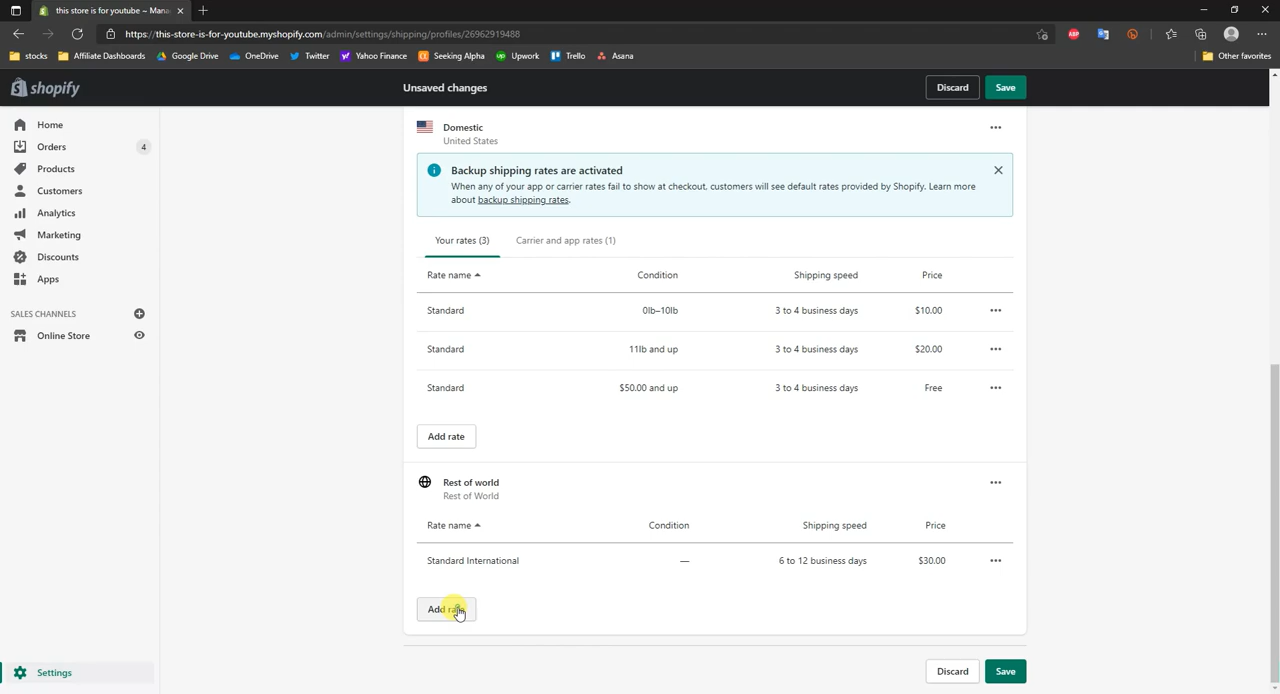 this store is for youtube ~ Mana
https://this-store-is-for-youtube.myshopify.com/admin/settings/shipping/profiles/26962919488
stocks Affiliate Dashboards Google Drive OneDrive Twitter Yahoo Finance Seeking Alpha Upwork Trello Asana Other favorites
shopify
Unsaved changes
Discard
Save
Home
Orders 4
Products
Customers
Analytics
Marketing
Discounts
Apps
SALES CHANNELS
Online Store
Settings
Domestic
United States
Backup shipping rates are activated
When any of your app or carrier rates fail to show at checkout, customers will see default rates provided by Shopify. Learn more
about backup shipping rates.
Your rates (3) Carrier and app rates (1)
Rate name Condition Shipping speed Price
Standard 0lb–10lb 3 to 4 business days $10.00
Standard 11lb and up 3 to 4 business days $20.00
Standard $50.00 and up 3 to 4 business days Free
Add rate
Rest of world
Rest of World
Rate name Condition Shipping speed Price
Standard International — 6 to 12 business days $30.00
Add rate
Discard
Save